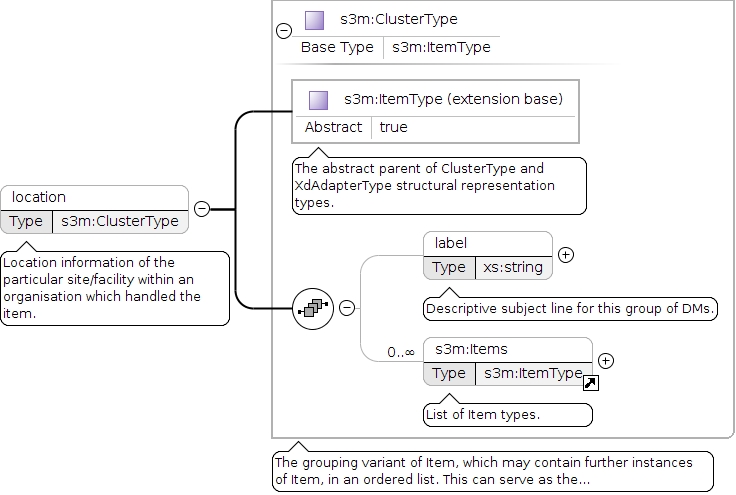 s3m:ClusterType
Base Type s3m:ItemType
s3m:ItemType (extension base)
Abstract true
The abstract parent of ClusterType and
XdAdapterType structural representation
types.
location
Type s3m:ClusterType
Location information of the
particular site/facility within an
organisation which handled the
item.
label
Type xs:string
Descriptive subject line for this group of DMs.
0..∞
s3m:Items
Type s3m:ItemType
List of Item types.
The grouping variant of Item, which may contain further instances
of Item, in an ordered list. This can serve as the...